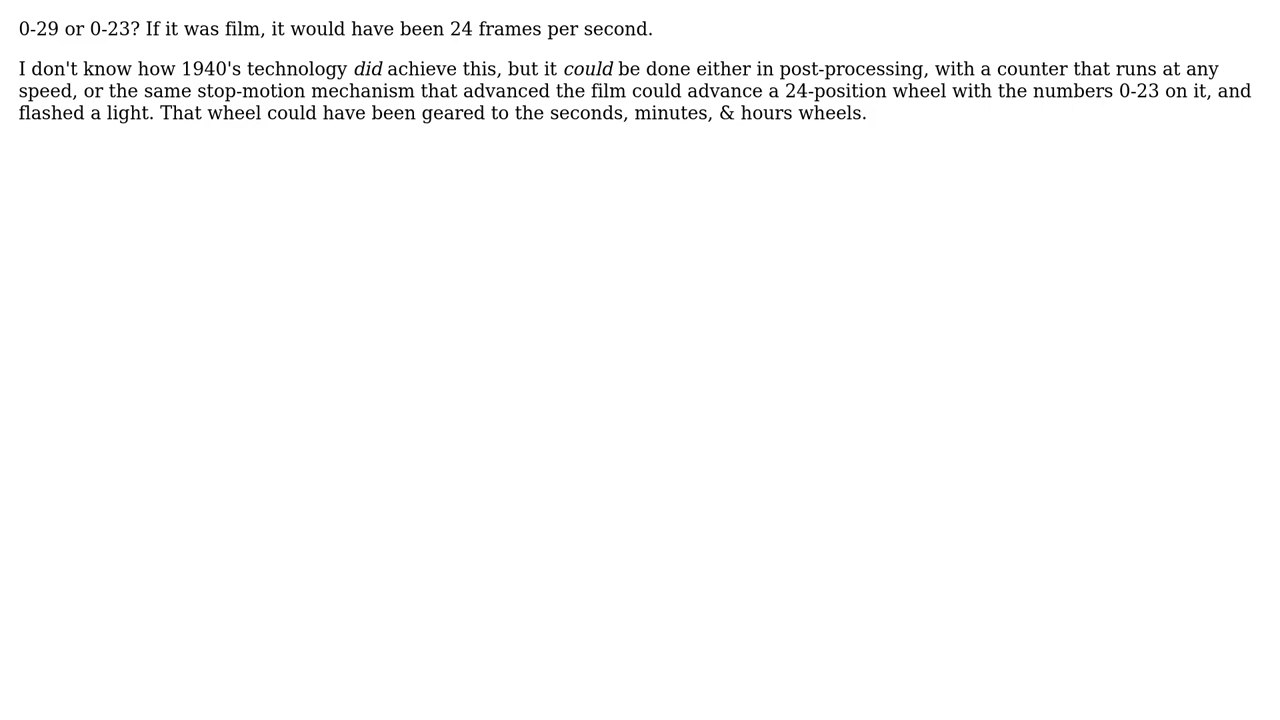 0-29 or 0-23? If it was film, it would have been 24 frames per second.
I don't know how 1940's technology did achieve this, but it could be done either in post-processing, with a counter that runs at any
speed, or the same stop-motion mechanism that advanced the film could advance a 24-position wheel with the numbers 0-23 on it, and
flashed a light. That wheel could have been geared to the seconds, minutes, & hours wheels.